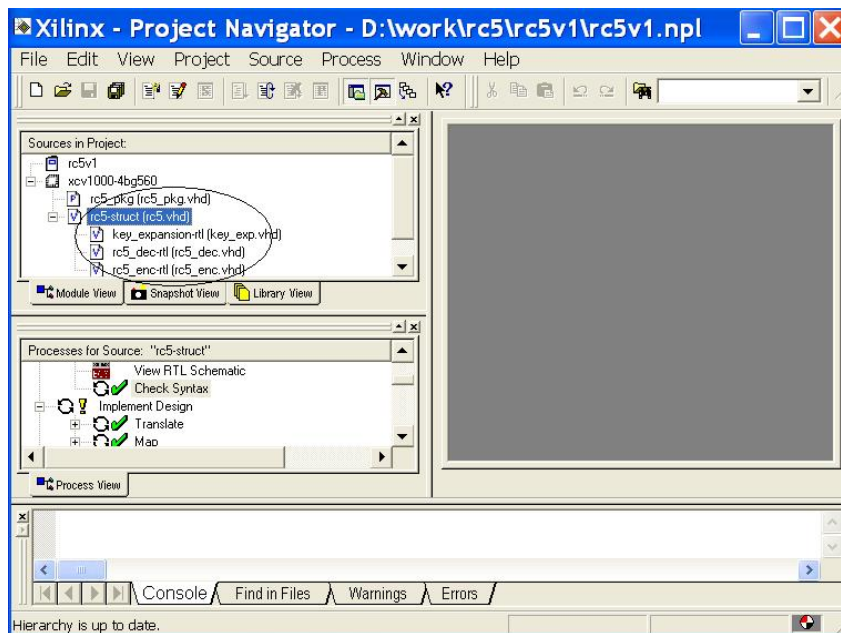 Xilinx - Project Navigator - D:\work\rc5\rc5v1\rc5v1.npl
File Edit View Project Source Process Window Help
Sources in Project:
rc5v1
xcv1000-4bg560
rc5_pkg (rc5_pkg.vhd)
rc5-struct (rc5.vhd)
key_expansion-rtl (key_exp.vhd)
rc5_dec-rtl (rc5_dec.vhd)
rc5_enc-rtl (rc5_enc.vhd)
Module View Snapshot View Library View
Processes for Source: "rc5-struct"
View RTL Schematic
Check Syntax
Implement Design
Translate
Map
Process View
Console Find in Files Warnings Errors
Hierarchy is up to date.